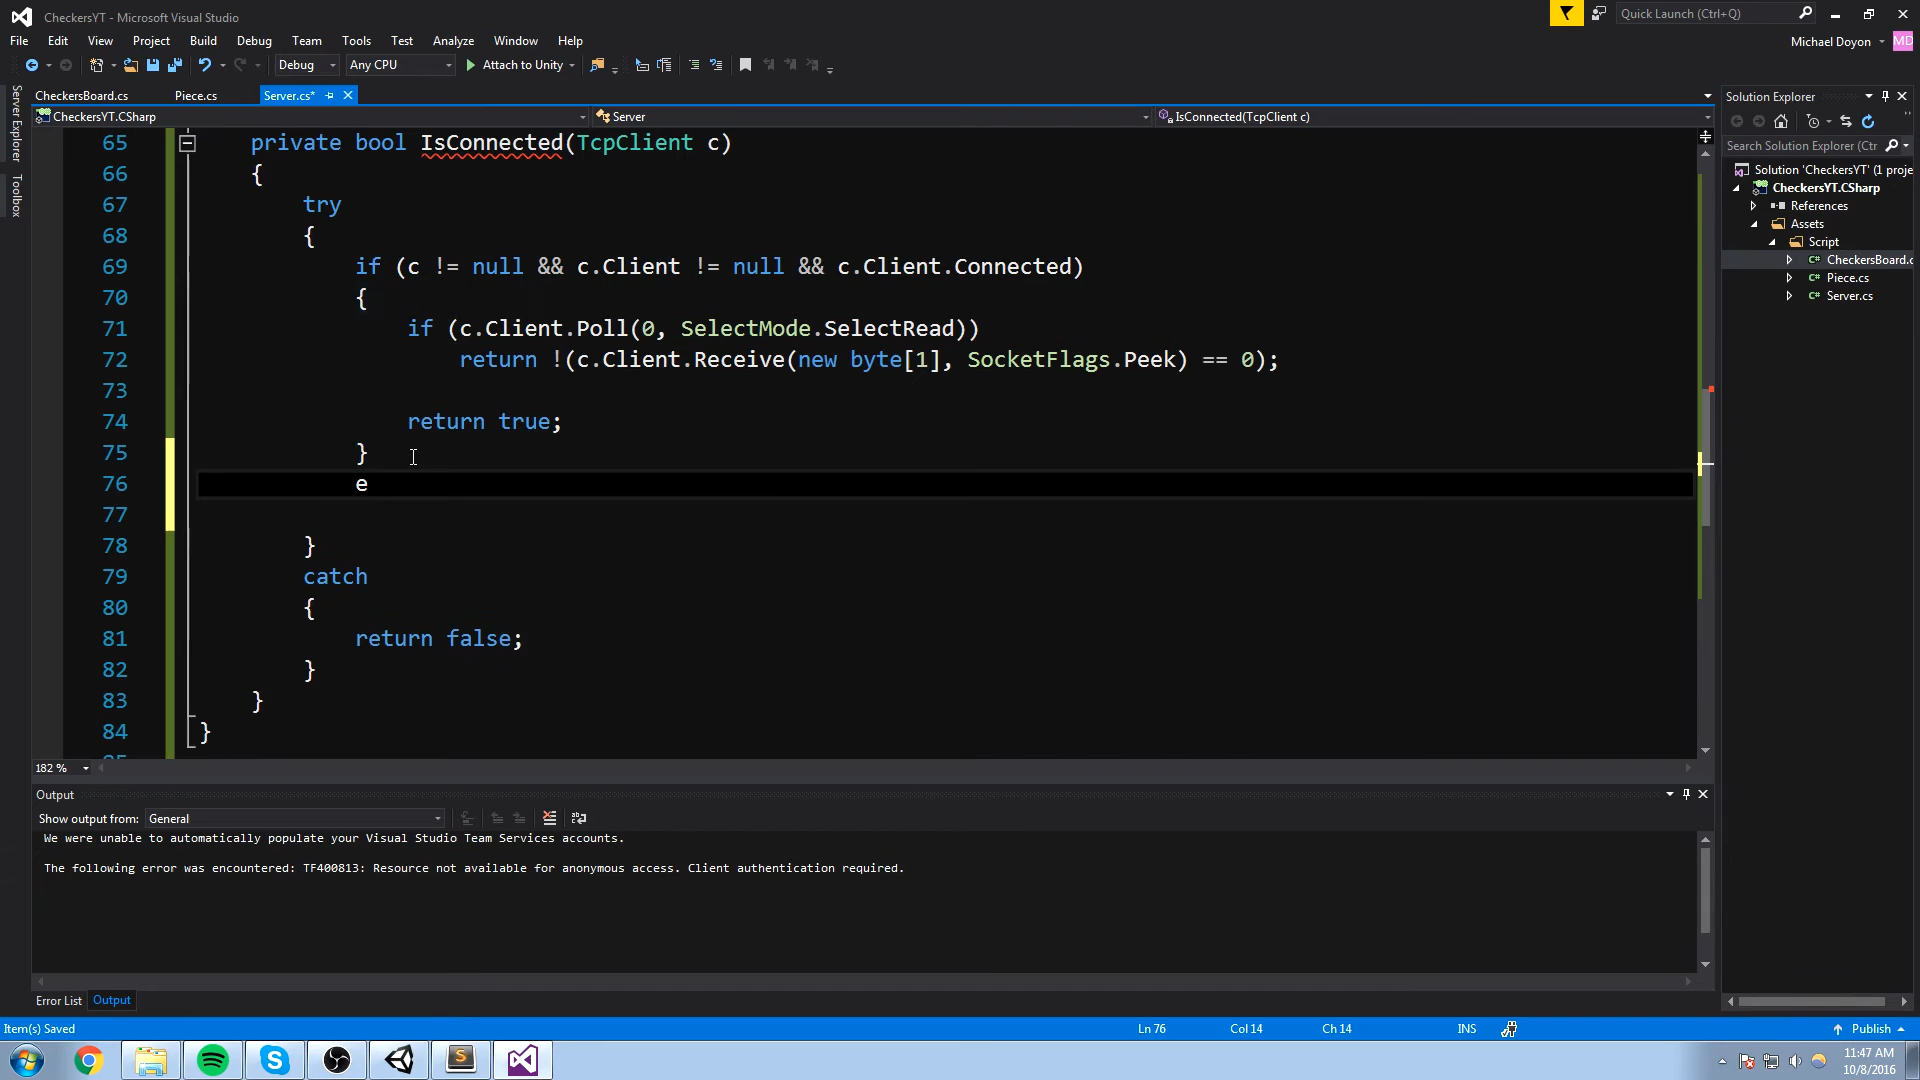 CheckersYT - Microsoft Visual Studio
Quick Launch (Ctrl+Q)
File Edit View Project Build Debug Team Tools Test Analyze Window Help
Michael Doyon MD
Debug Any CPU Attach to Unity
Server Explorer
Toolbox
CheckersBoard.cs Piece.cs Server.cs*
CheckersYT.CSharp Server IsConnected(TcpClient c)
65 private bool IsConnected(TcpClient c)
66 {
67 try
68 {
69 if (c != null && c.Client != null && c.Client.Connected)
70 {
71 if (c.Client.Poll(0, SelectMode.SelectRead))
72 return !(c.Client.Receive(new byte[1], SocketFlags.Peek) == 0);
73
74 return true;
75 }
76 e
77
78 }
79 catch
80 {
81 return false;
82 }
83 }
84 }
182 %
Output
Show output from: General
We were unable to automatically populate your Visual Studio Team Services accounts.
The following error was encountered: TF400813: Resource not available for anonymous access. Client authentication required.
Error List Output
Solution Explorer
Search Solution Explorer (Ctr
Solution 'CheckersYT' (1 proje
CheckersYT.CSharp
References
Assets
Script
C# CheckersBoard.c
C# Piece.cs
C# Server.cs
Item(s) Saved Ln 76 Col 14 Ch 14 INS Publish
11:47 AM
10/8/2016